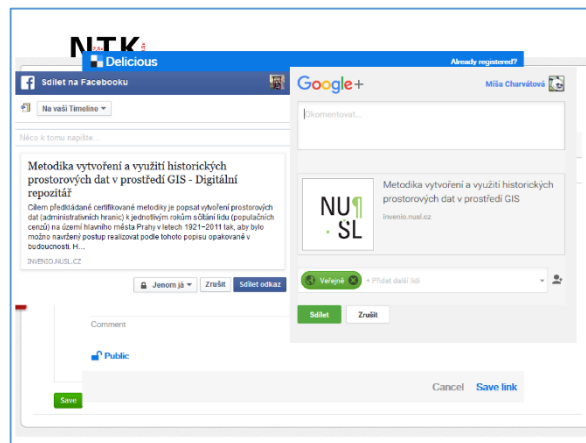 NTK
Delicious
Already registered?
Sdílet na Facebooku
Na vaší Timeline
Něco k tomu napište...
Metodika vytvoření a využití historických
prostorových dat v prostředí GIS - Digitální
repozitář
Cílem předkládané certifikované metodiky je popsat vytvoření prostorových
dat (administrativních hranic) k jednotlivým rokům sčítání lidu (populačních
cenzů) na území hlavního města Prahy v letech 1921–2011 tak, aby bylo
možno navržený postup realizovat podle tohoto popisu opakovaně v
budoucnosti. H...
INVENIO.NUSL.CZ
Jenom já
Zrušit
Sdílet odkaz
Google+
Míša Charvátová
Okomentovat...
NU
SL
Metodika vytvoření a využití historických
prostorových dat v prostředí GIS
invenio.nusl.cz
Veřejné
+ Přidat další lidi
Sdílet
Zrušit
Comment
Public
Cancel
Save link
Save